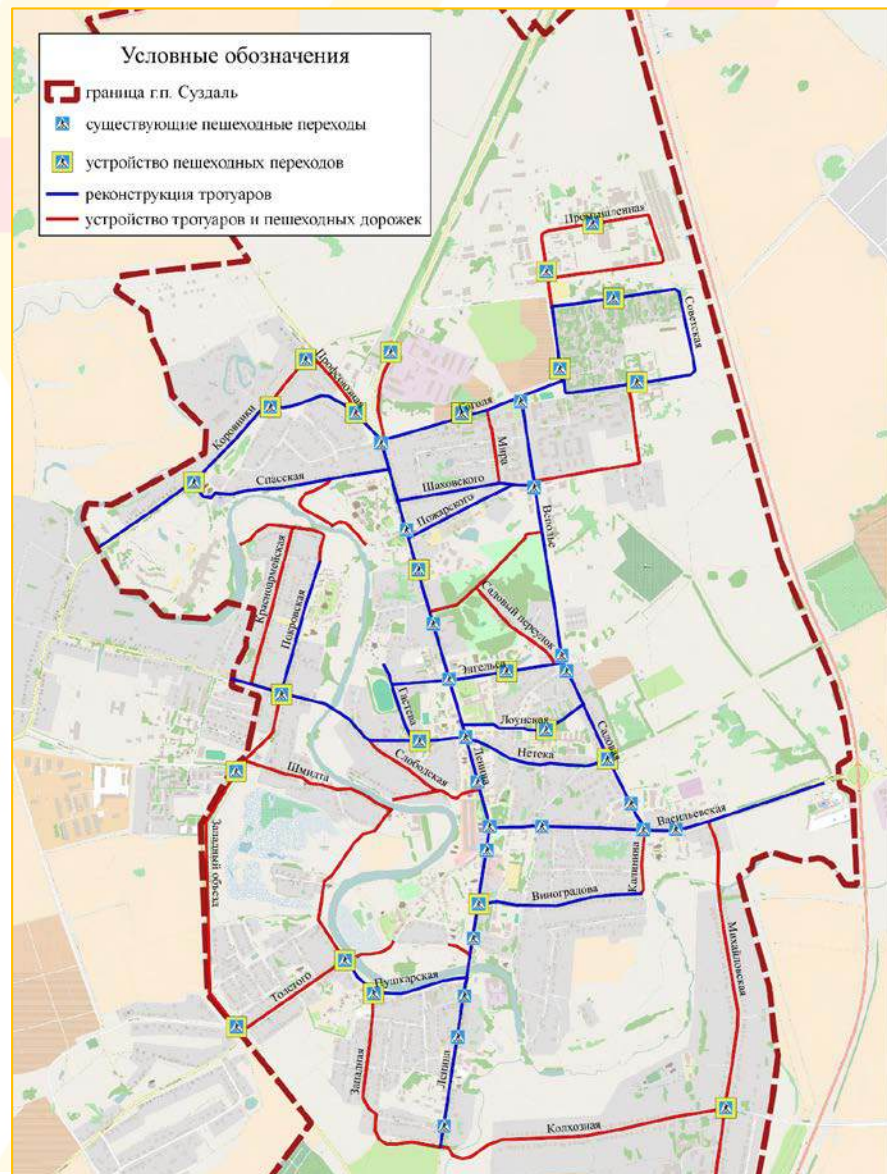 Условные обозначения
граница г.п. Суздаль
существующие пешеходные переходы
устройство пешеходных переходов
реконструкция тротуаров
устройство тротуаров и пешеходных дорожек
Промышленная
Советская
Профсоюзная
Гоголя
Коровники
Мира
Спасская
Шаховского
Пожарского
Всполье
Красноармейская
Покровская
Садовый переулок
Энгельса
Гастева
Лоунская
Садовая
Нетека
Ленина
Слободская
Шмидта
Васильевская
Западный объезд
Калинина
Виноградова
Михайловская
Толстого
Пушкарская
Западная
Ленина
Колхозная